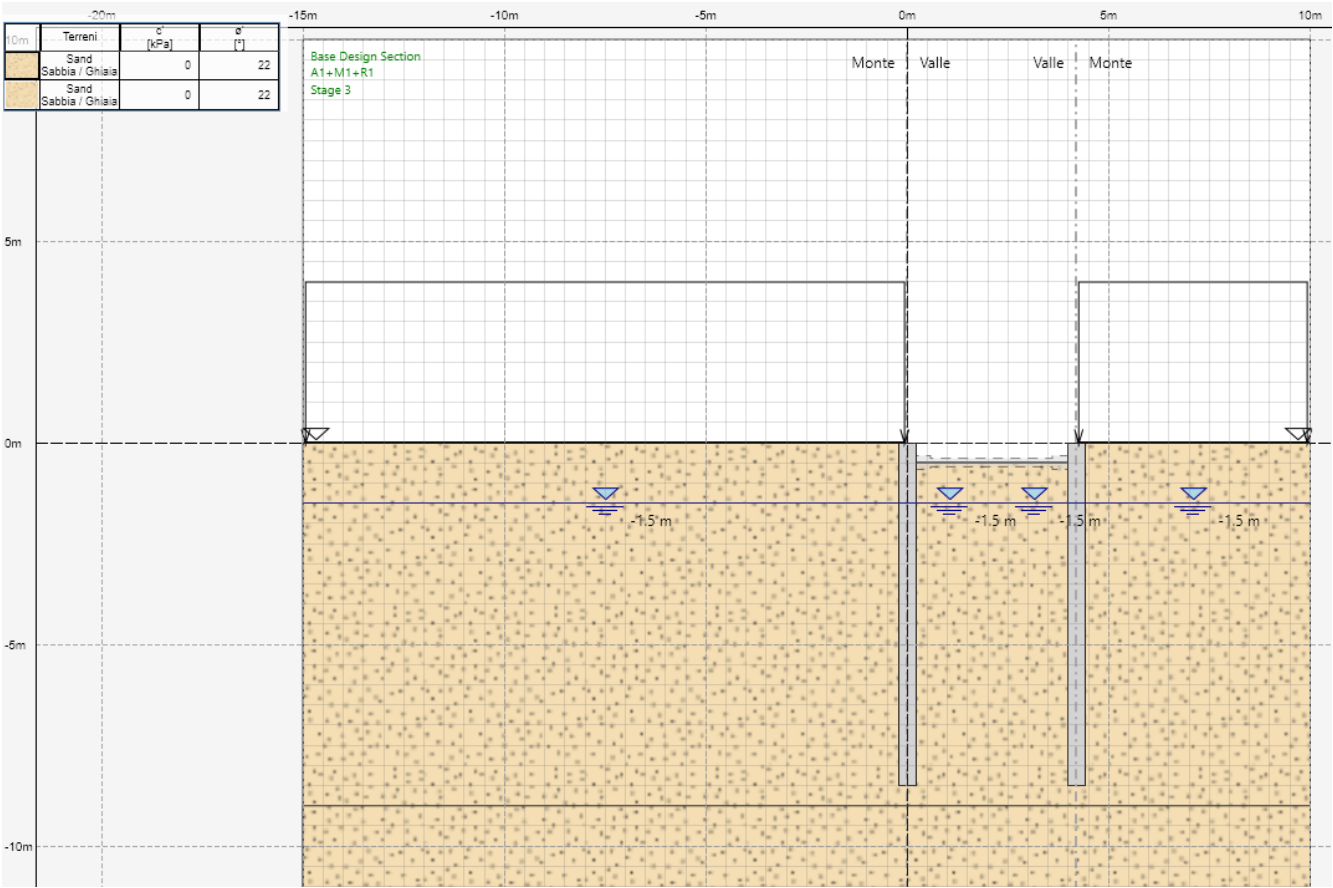 -20m -15m -10m -5m 0m 5m 10m
10m
Terreni c' [kPa] ø' [°]
Sand
Sabbia / Ghiaia 0 22
Sand
Sabbia / Ghiaia 0 22
Base Design Section
A1+M1+R1
Stage 3
Monte Valle Valle Monte
5m
0m
-1.5 m -1.5 m -1.5 m -1.5 m
-5m
-10m